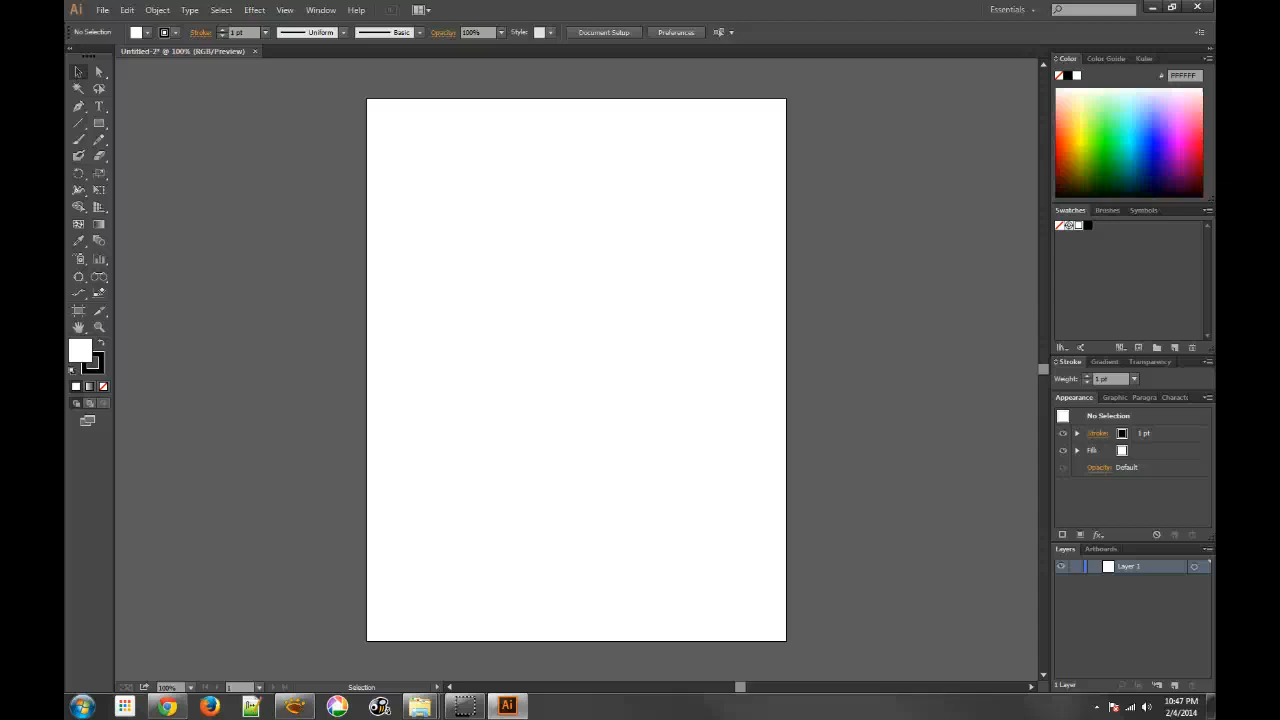 Ai File Edit Object Type Select Effect View Window Help Essentials
No Selection Stroke: 1 pt Uniform Basic Opacity: 100% Style: Document Setup Preferences
Untitled-2* @ 100% (RGB/Preview) ×
Color Color Guide Kuler
# FFFFFF
Swatches Brushes Symbols
Stroke Gradient Transparency
Weight: 1 pt
Appearance Graphic Paragra Charact
No Selection
Stroke: 1 pt
Fill:
Opacity: Default
fx
Layers Artboards
Layer 1
1 Layer
100% 1 Selection
Ai
10:47 PM
2/4/2014